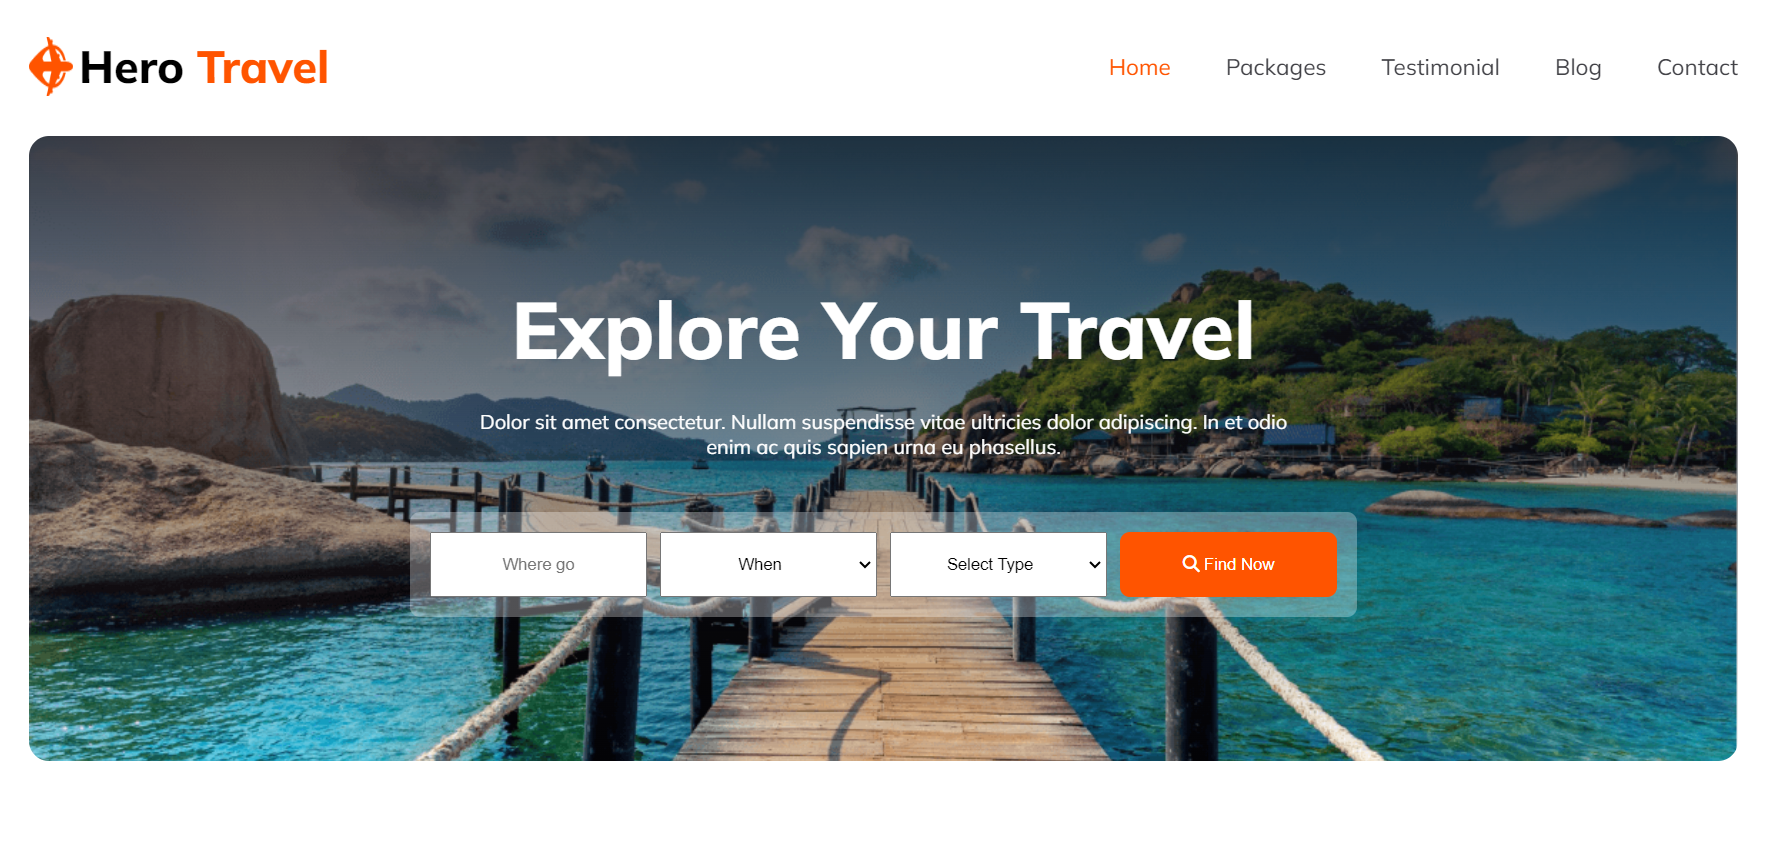 Hero Travel
Home Packages Testimonial Blog Contact
Explore Your Travel
Dolor sit amet consectetur. Nullam suspendisse vitae ultricies dolor adipiscing. In et odio
enim ac quis sapien urna eu phasellus.
Where go When Select Type Find Now